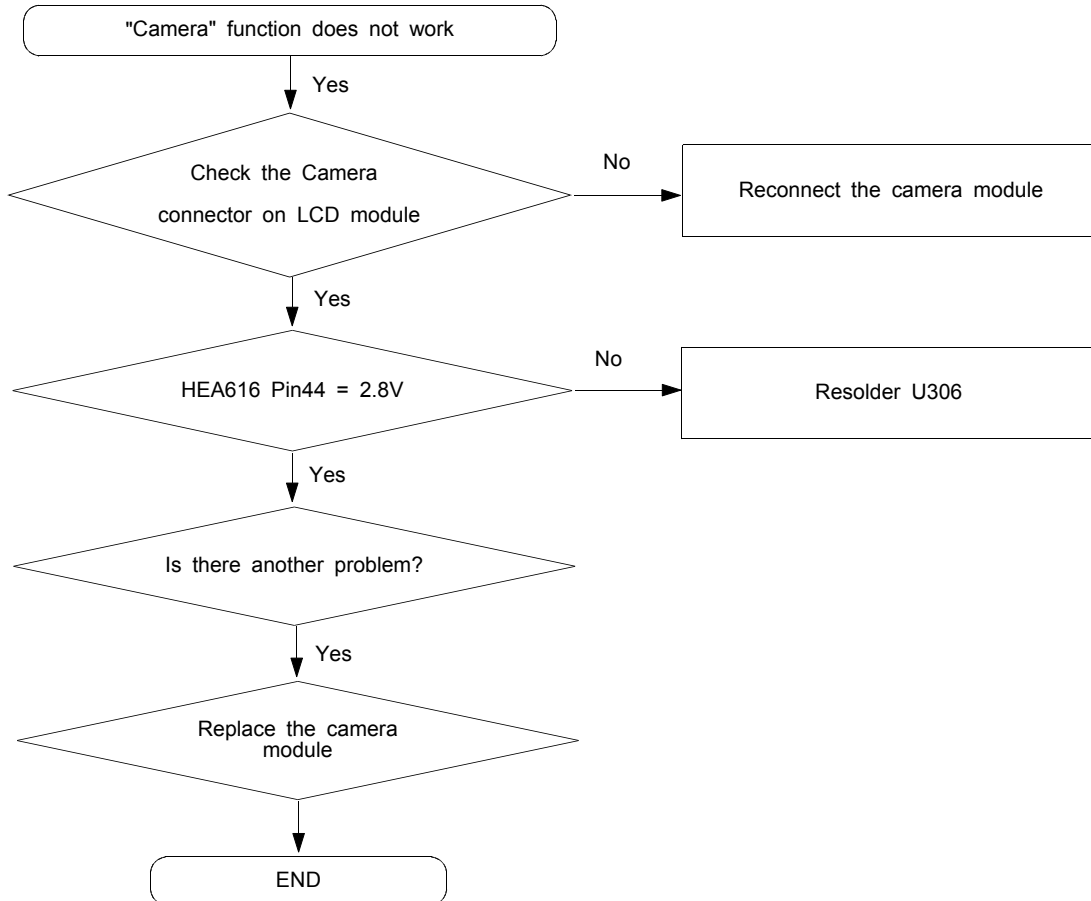 "Camera" function does not work
Yes
Check the Camera
connector on LCD module
No
Reconnect the camera module
Yes
HEA616 Pin44 = 2.8V
No
Resolder U306
Yes
Is there another problem?
Yes
Replace the camera
module
END